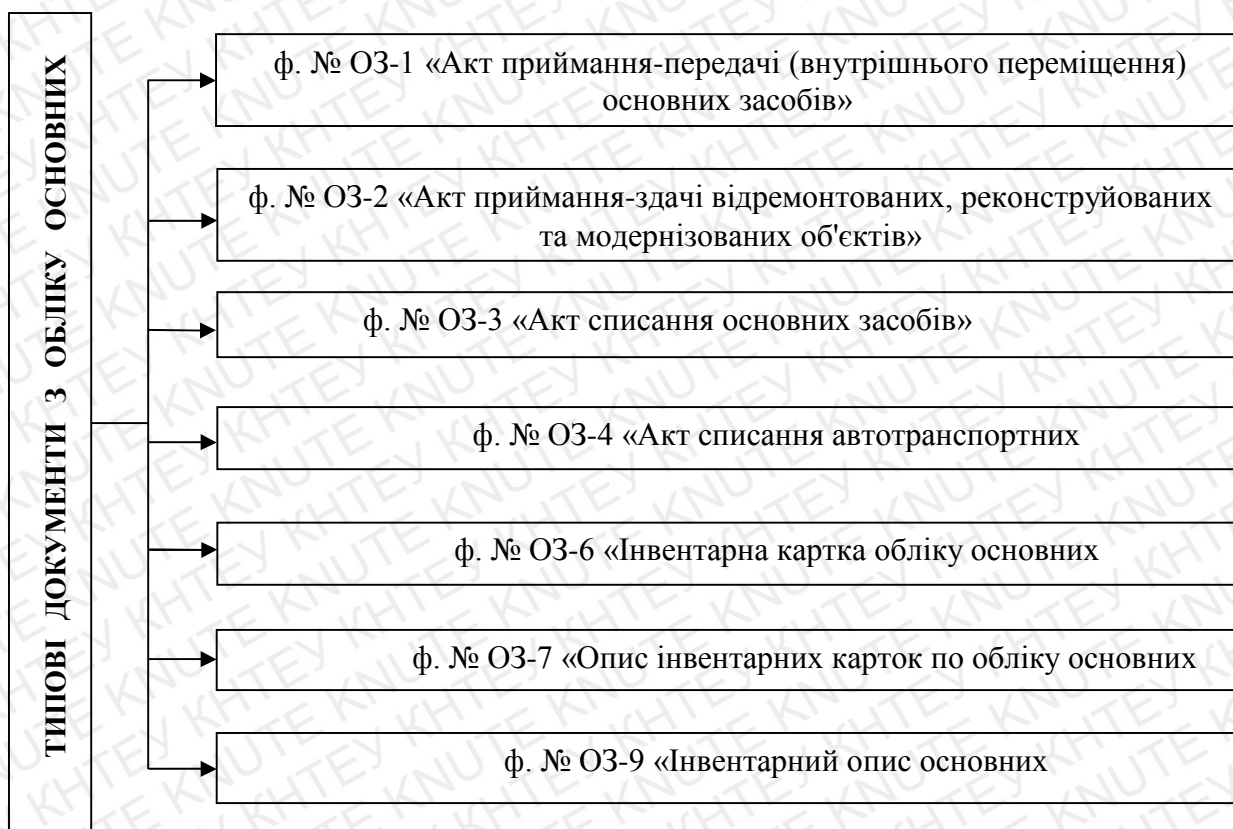 ТИПОВІ ДОКУМЕНТИ З ОБЛІКУ ОСНОВНИХ
ф. № ОЗ-1 «Акт приймання-передачі (внутрішнього переміщення)
основних засобів»
ф. № ОЗ-2 «Акт приймання-здачі відремонтованих, реконструйованих
та модернізованих об'єктів»
ф. № ОЗ-3 «Акт списання основних засобів»
ф. № ОЗ-4 «Акт списання автотранспортних
ф. № ОЗ-6 «Інвентарна картка обліку основних
ф. № ОЗ-7 «Опис інвентарних карток по обліку основних
ф. № ОЗ-9 «Інвентарний опис основних